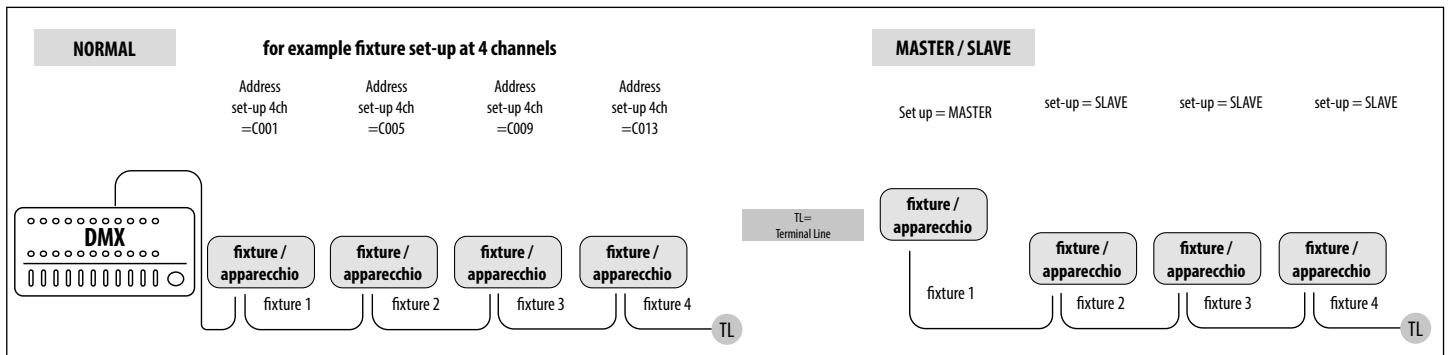 NORMAL
for example fixture set-up at 4 channels
Address
set-up 4ch
=C001
Address
set-up 4ch
=C005
Address
set-up 4ch
=C009
Address
set-up 4ch
=C013
DMX
fixture /
apparecchio
fixture /
apparecchio
fixture /
apparecchio
fixture /
apparecchio
fixture 1
fixture 2
fixture 3
fixture 4
TL
TL=
Terminal Line
MASTER / SLAVE
Set up = MASTER
set-up = SLAVE
set-up = SLAVE
set-up = SLAVE
fixture /
apparecchio
fixture /
apparecchio
fixture /
apparecchio
fixture /
apparecchio
fixture 1
fixture 2
fixture 3
fixture 4
TL